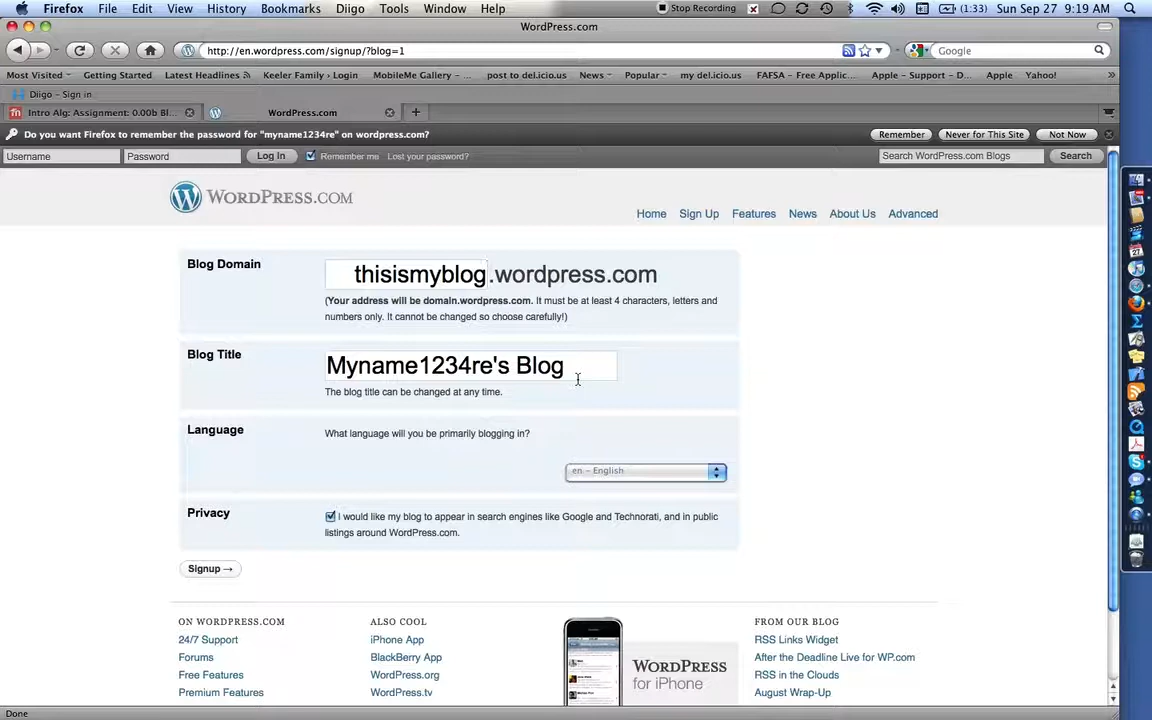 Firefox File Edit View History Bookmarks Diigo Tools Window Help Stop Recording (1:33) Sun Sep 27 9:19 AM
WordPress.com
http://en.wordpress.com/signup/?blog=1 Google
Most Visited Getting Started Latest Headlines Keeler Family › Login MobileMe Gallery – ... post to del.icio.us News Popular my del.icio.us FAFSA – Free Applic... Apple – Support – D... Apple Yahoo! »
Diigo – Sign in
Intro Alg: Assignment: 0.00b Bl... WordPress.com +
Do you want Firefox to remember the password for "myname1234re" on wordpress.com? Remember Never for This Site Not Now
Username Password Log In Remember me Lost your password? Search WordPress.com Blogs Search
WORDPRESS.COM
Home Sign Up Features News About Us Advanced
Blog Domain thisismyblog.wordpress.com
(Your address will be domain.wordpress.com. It must be at least 4 characters, letters and
numbers only. It cannot be changed so choose carefully!)
Blog Title Myname1234re's Blog
The blog title can be changed at any time.
Language What language will you be primarily blogging in?
en – English
Privacy I would like my blog to appear in search engines like Google and Technorati, and in public
listings around WordPress.com.
Signup →
ON WORDPRESS.COM ALSO COOL FROM OUR BLOG
24/7 Support iPhone App RSS Links Widget
Forums BlackBerry App WORDPRESS After the Deadline Live for WP.com
Free Features WordPress.org for iPhone RSS in the Clouds
Premium Features WordPress.tv August Wrap-Up
Done